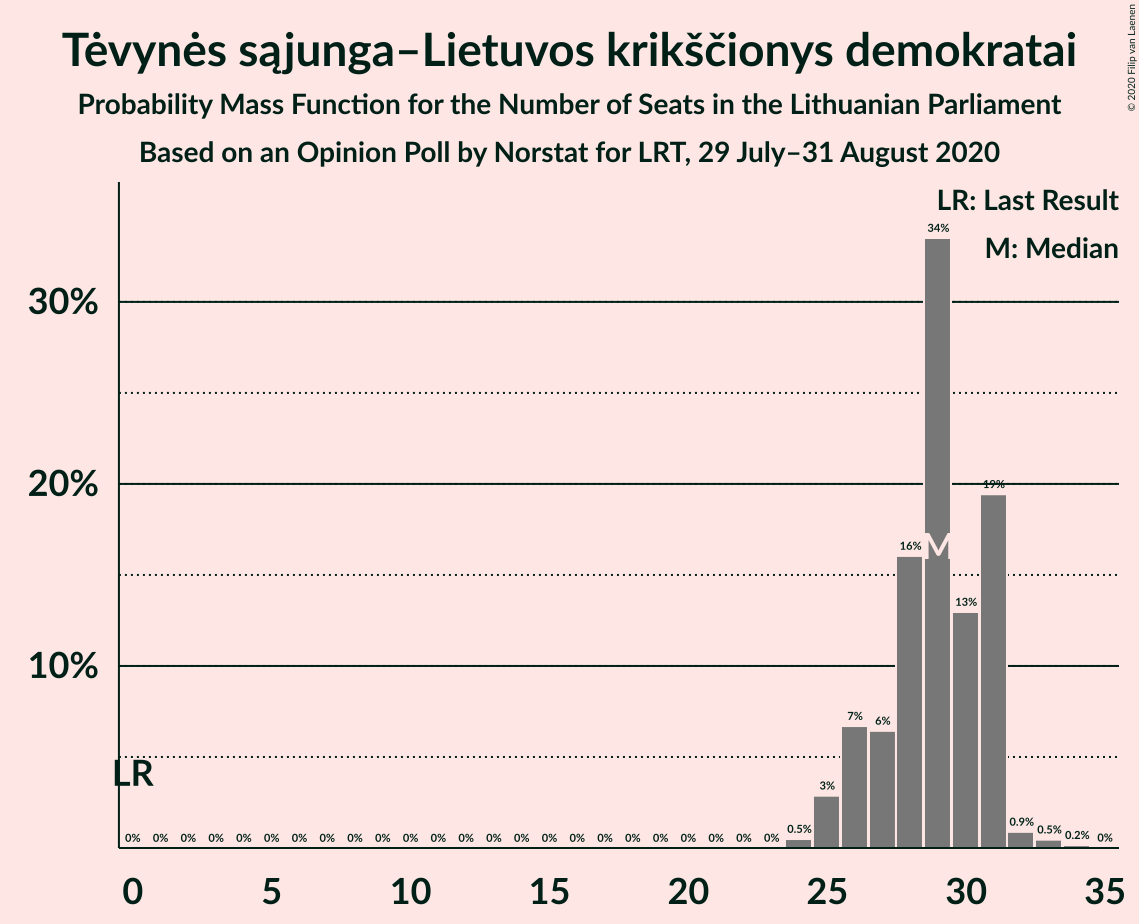 Tėvynės sąjunga–Lietuvos krikščionys demokratai
Probability Mass Function for the Number of Seats in the Lithuanian Parliament
Based on an Opinion Poll by Norstat for LRT, 29 July–31 August 2020
© 2020 Filip van Laenen
LR: Last Result
M: Median
34%
30%
20%
19%
16%
M
13%
10%
7%
6%
LR
3%
0% 0% 0% 0% 0% 0% 0% 0% 0% 0% 0% 0% 0% 0% 0% 0% 0% 0% 0% 0% 0% 0% 0% 0% 0.5% 0.9% 0.5% 0.2% 0%
0 5 10 15 20 25 30 35